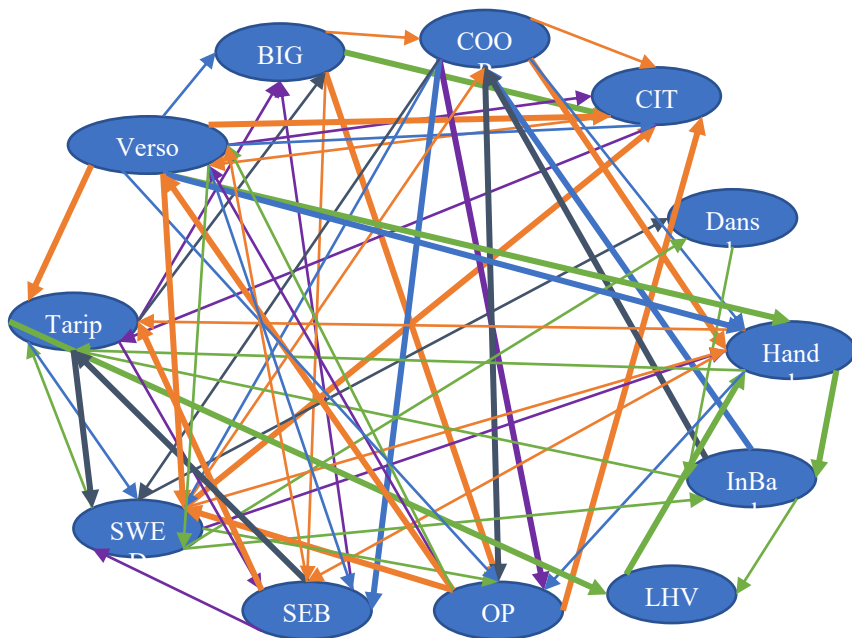 BIG
COO
CIT
Verso
Dans
Tarip
Hand
InBa
SWE
SEB
OP
LHV